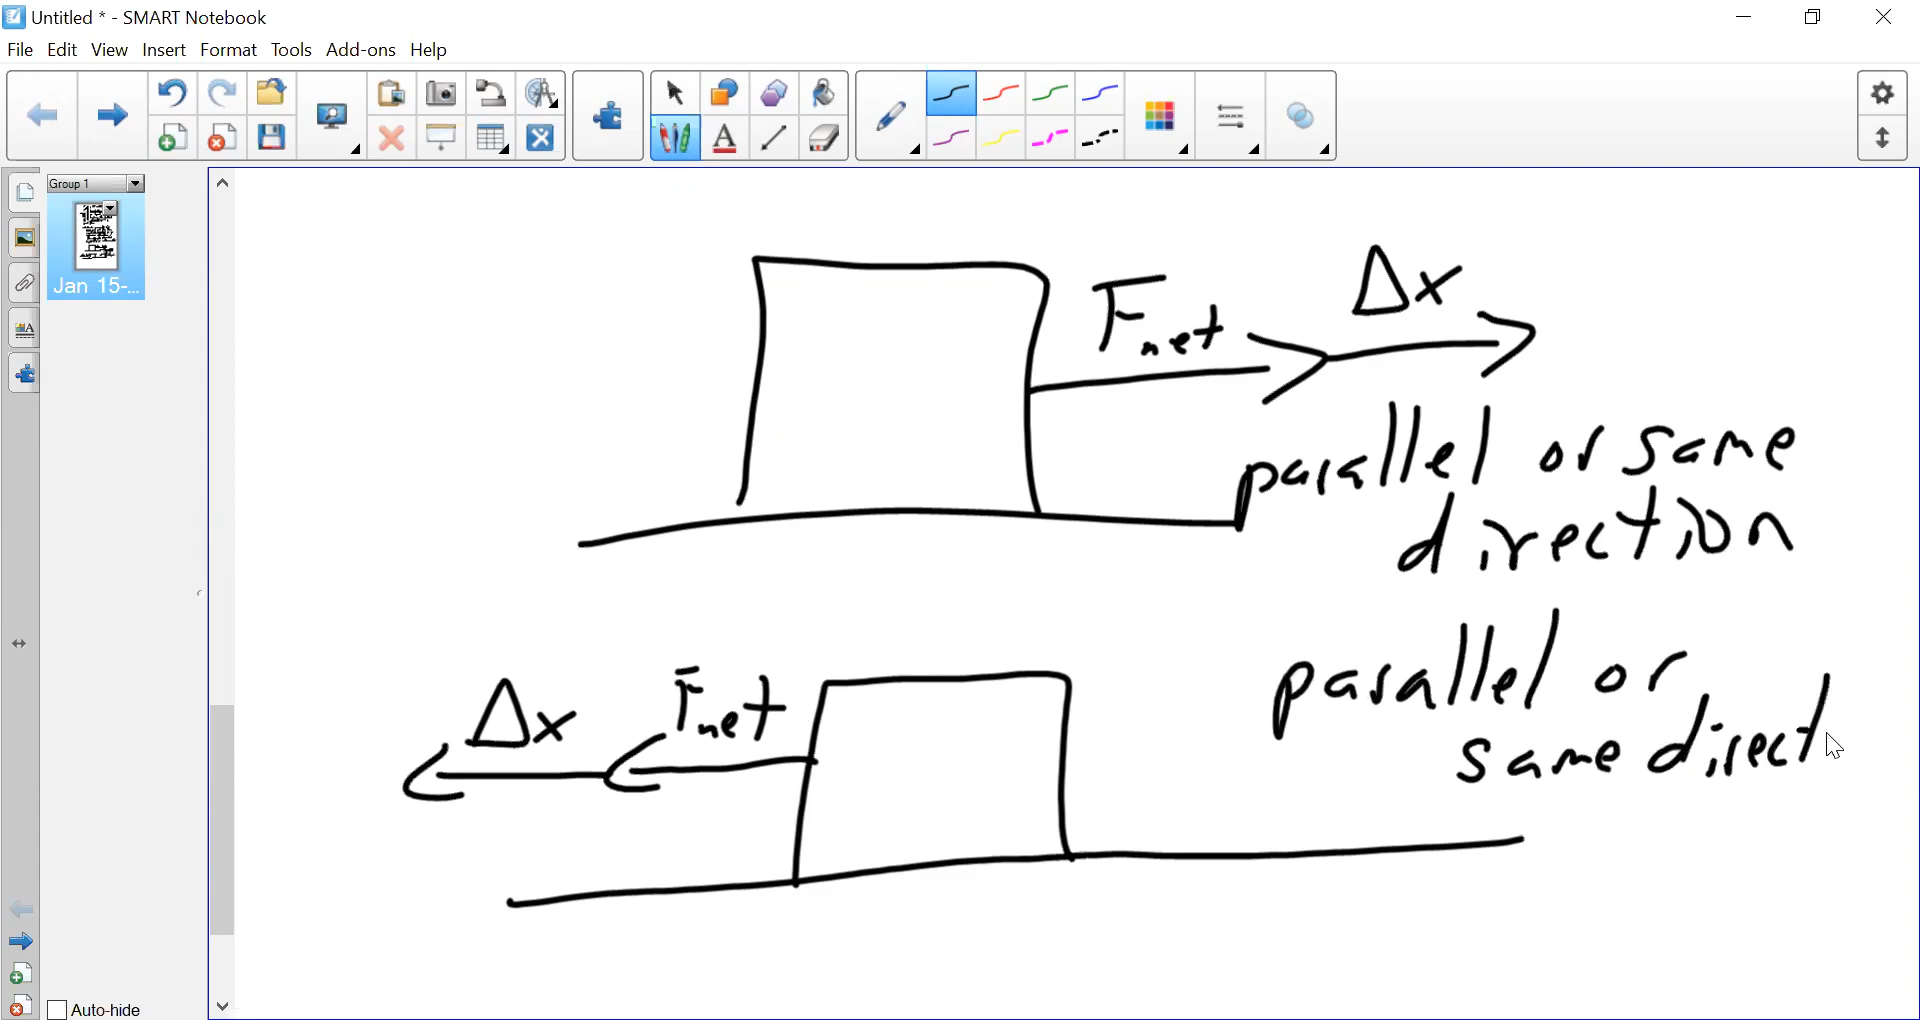 Untitled * - SMART Notebook
File Edit View Insert Format Tools Add-ons Help
Group 1
Jan 15-...
Fnet
Δx
parallel or same
direction
Δx
Fnet
parallel or
same direct
Auto-hide